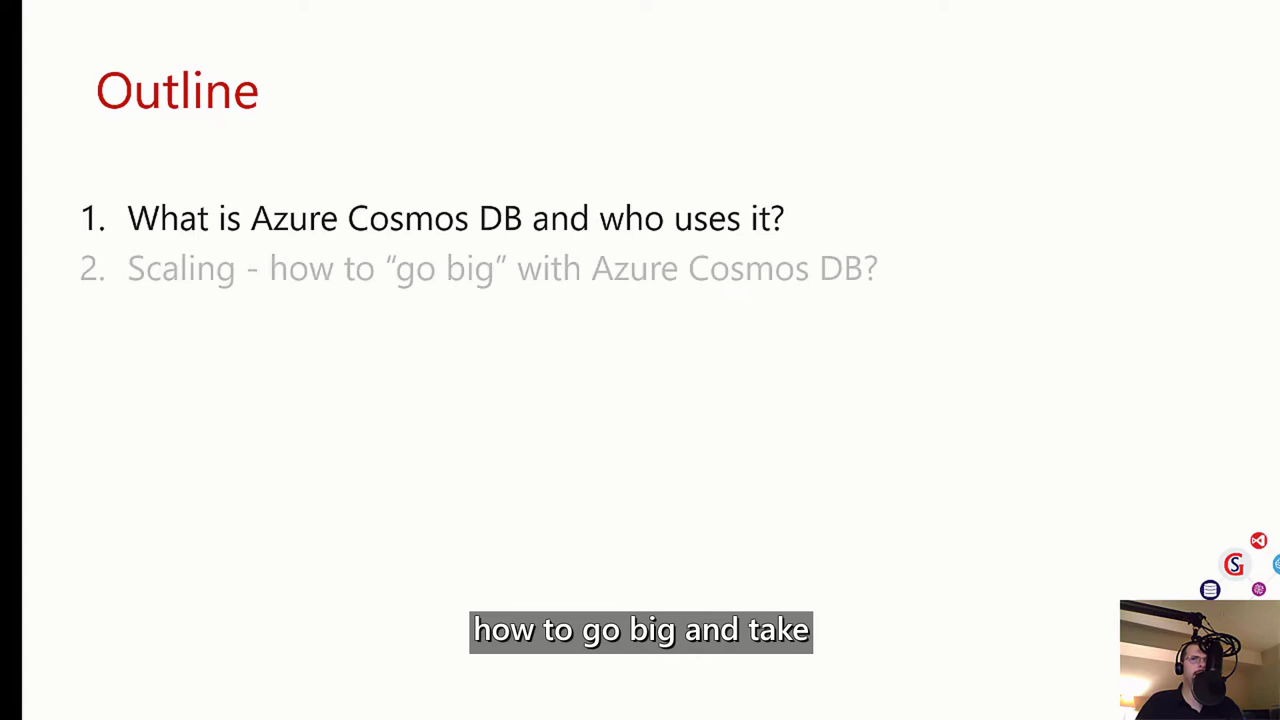 Outline
1. What is Azure Cosmos DB and who uses it?
2. Scaling - how to “go big” with Azure Cosmos DB?
GS
how to go big and take